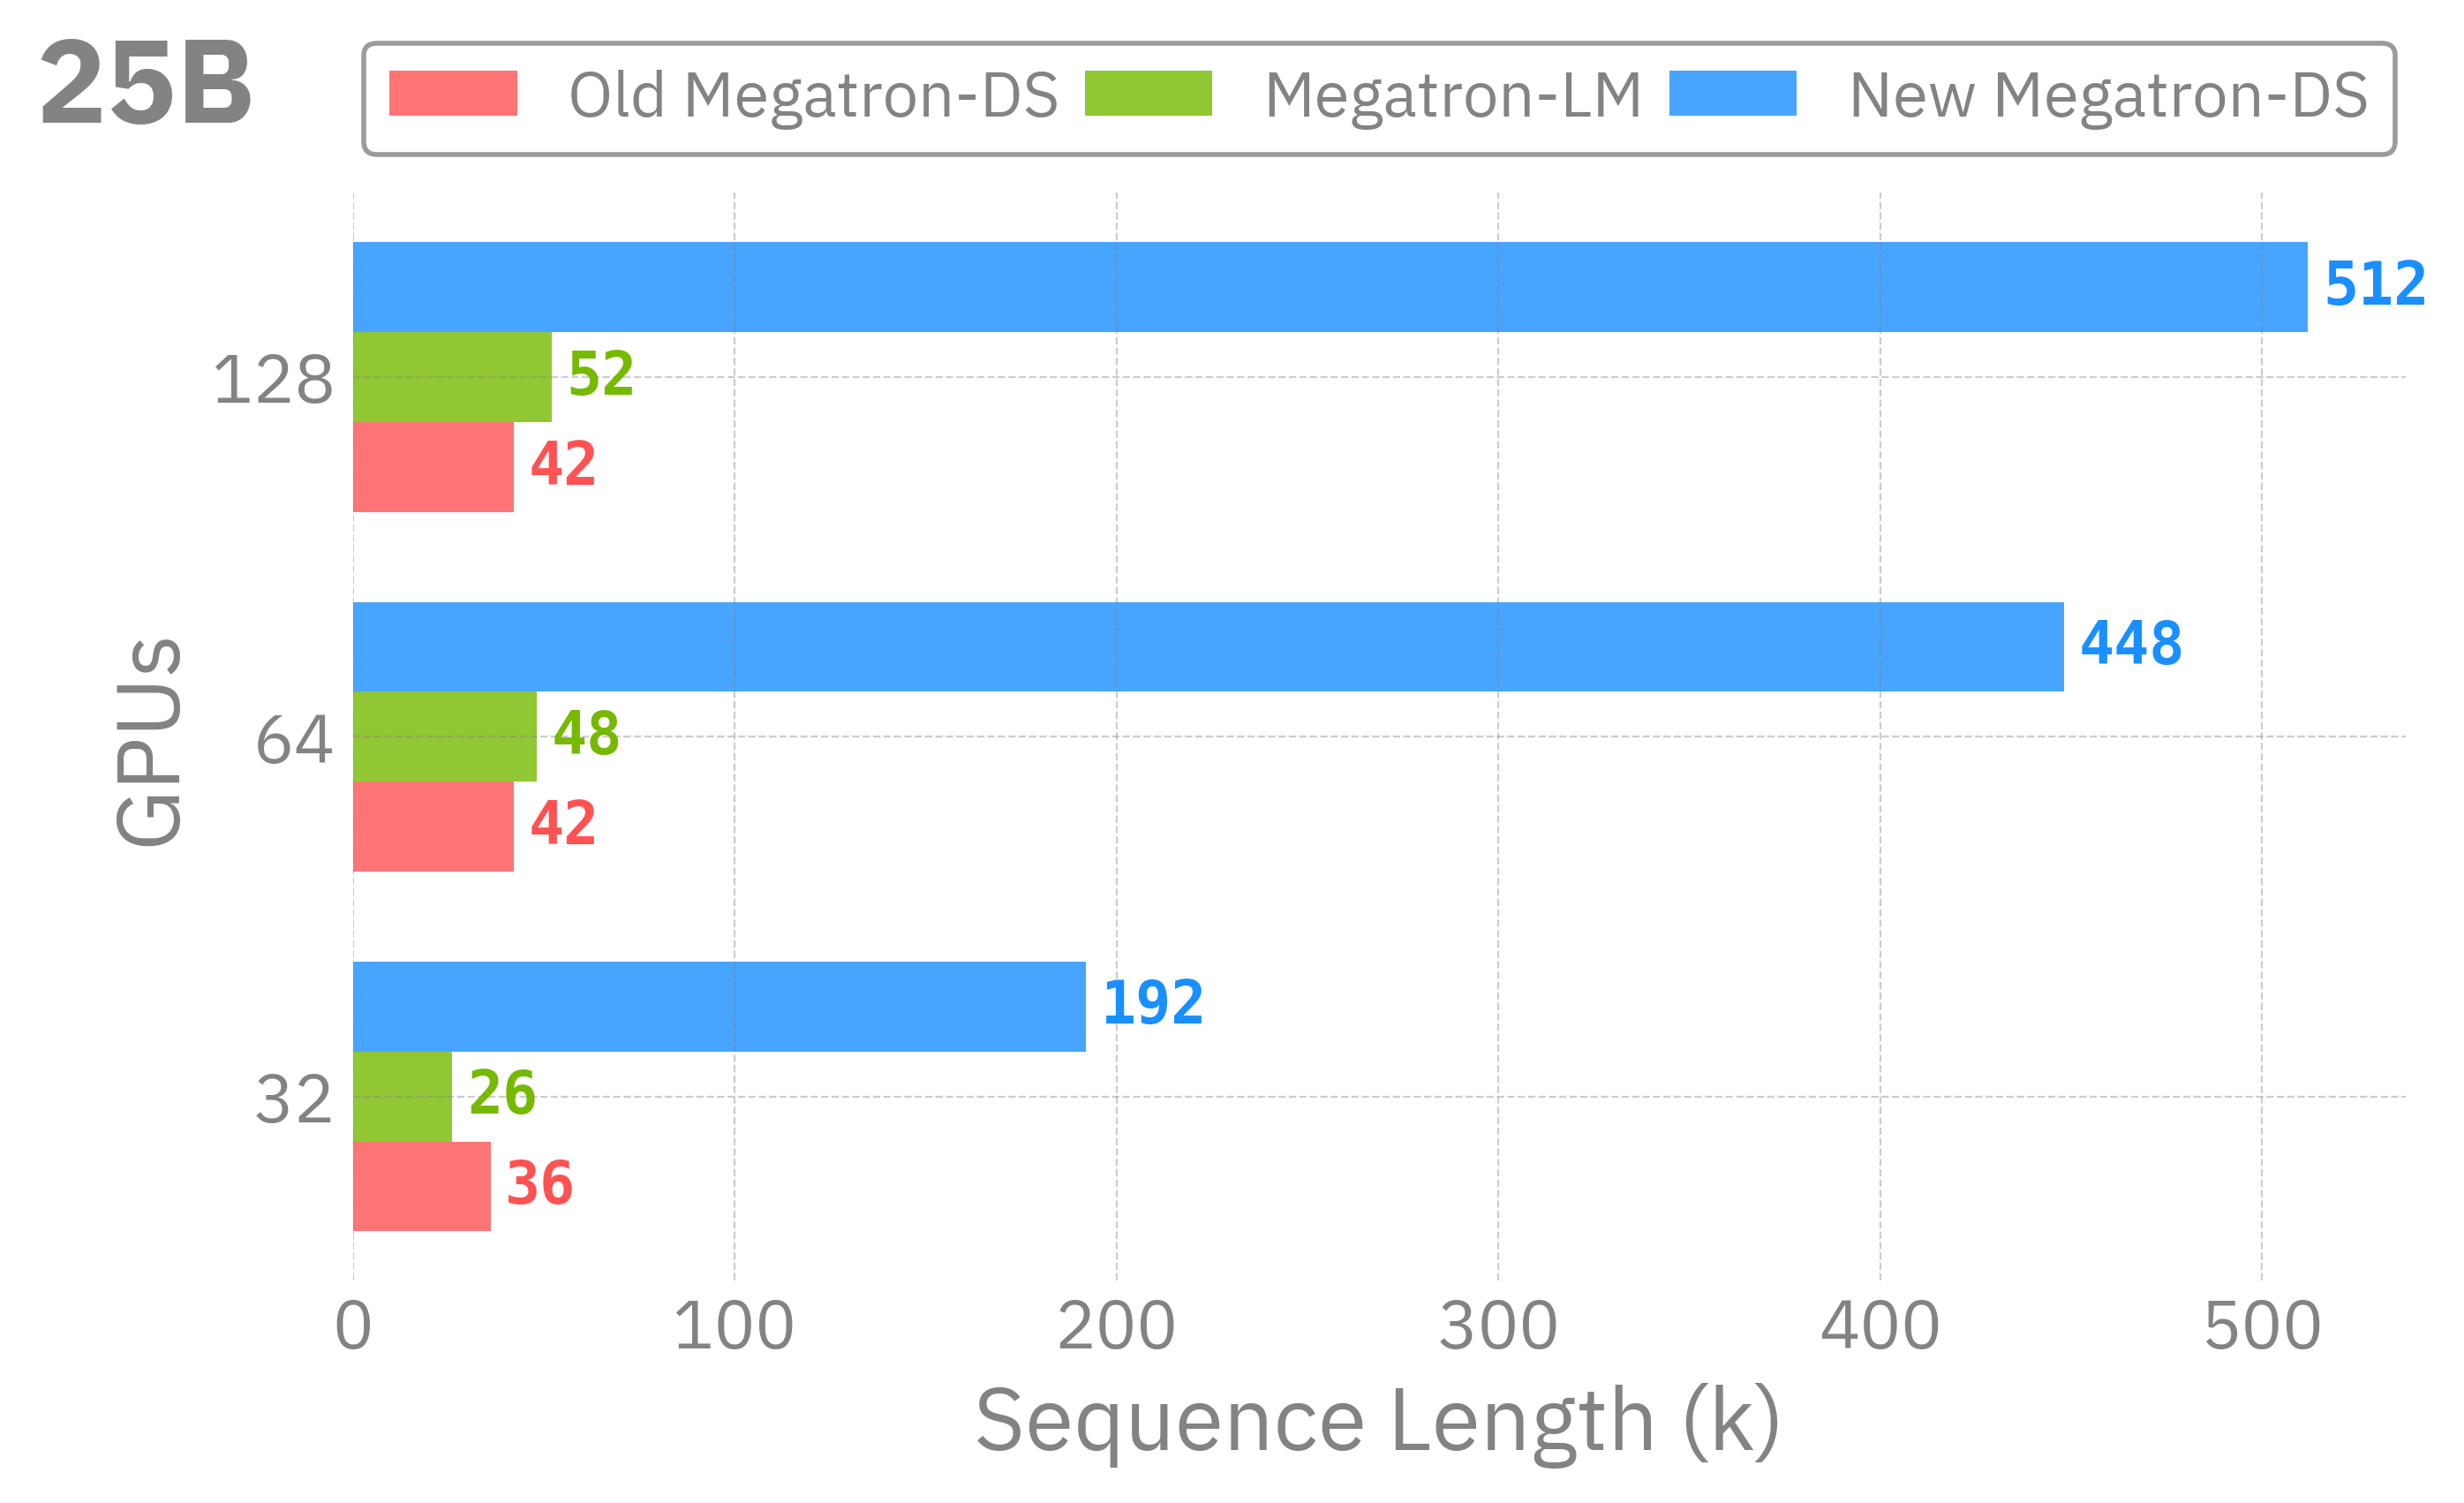 25B
Old Megatron-DS Megatron-LM New Megatron-DS
512
128 52
42
448
64 48
42
192
32 26
36
GPUs
0 100 200 300 400 500
Sequence Length (k)